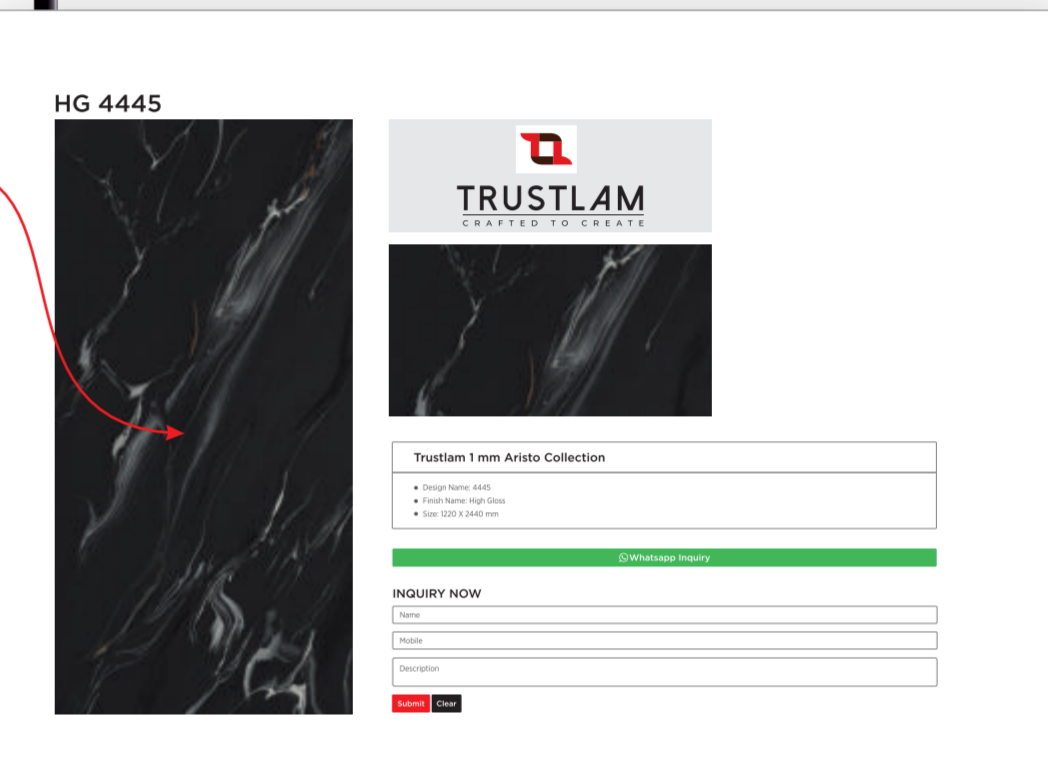 HG 4445
TRUSTLAM
CRAFTED TO CREATE
Trustlam 1 mm Aristo Collection
Design Name: 4445
Finish Name: High Gloss
Size: 1220 X 2440 mm
Whatsapp Inquiry
INQUIRY NOW
Name
Mobile
Description
Submit Clear